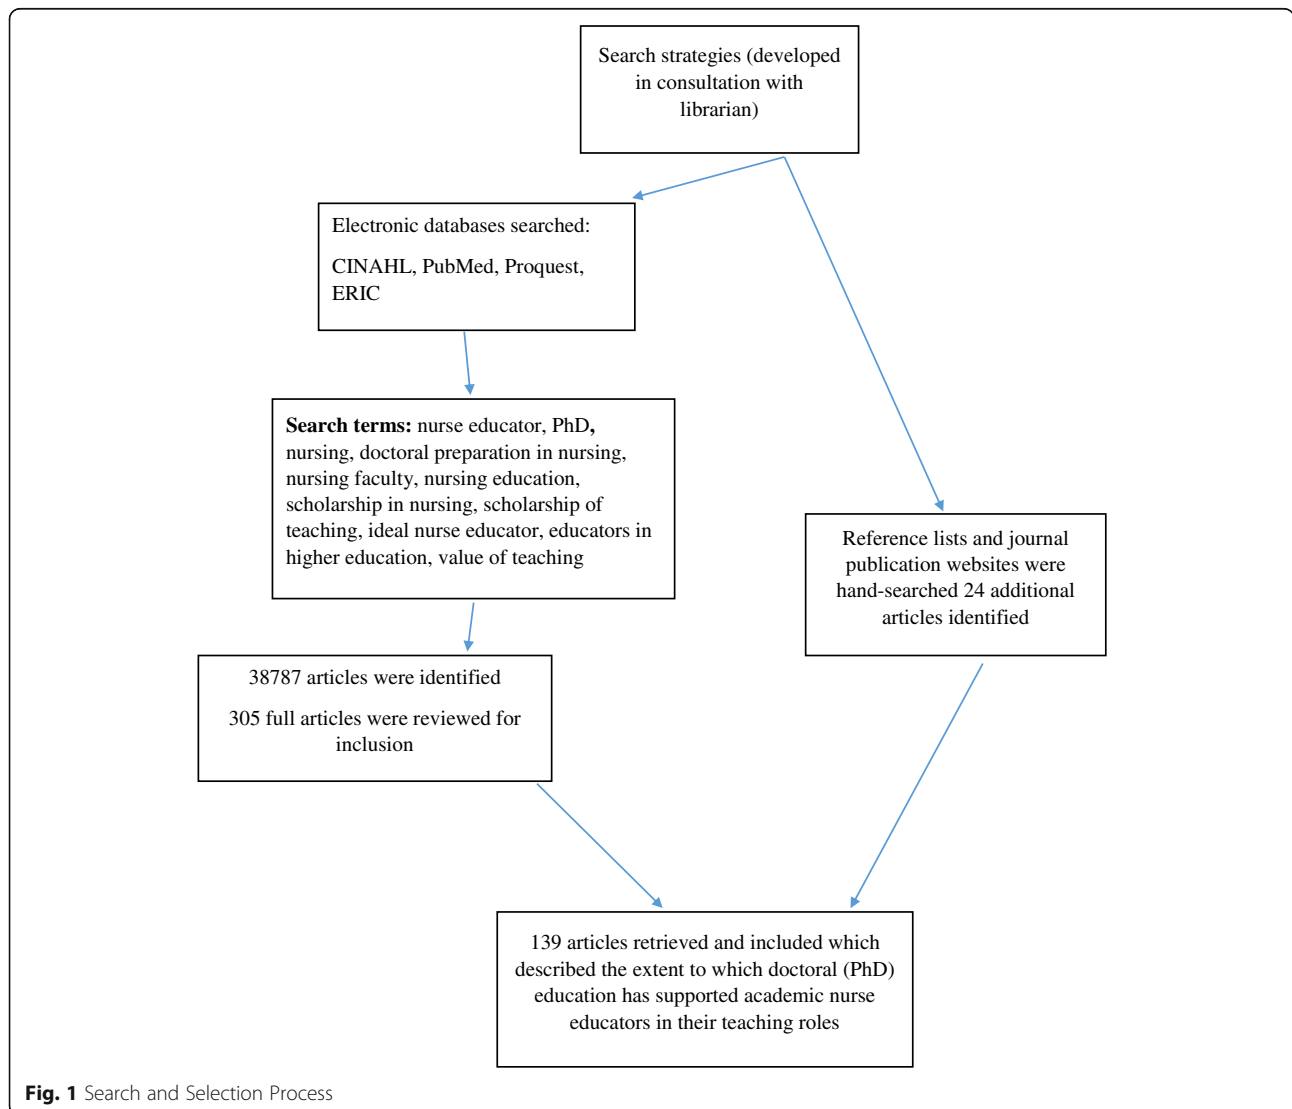 Search strategies (developed
in consultation with
librarian)
Electronic databases searched:
CINAHL, PubMed, Proquest,
ERIC
Search terms: nurse educator, PhD,
nursing, doctoral preparation in nursing,
nursing faculty, nursing education,
scholarship in nursing, scholarship of
teaching, ideal nurse educator, educators in
higher education, value of teaching
Reference lists and journal
publication websites were
hand-searched 24 additional
articles identified
38787 articles were identified
305 full articles were reviewed for
inclusion
139 articles retrieved and included which
described the extent to which doctoral (PhD)
education has supported academic nurse
educators in their teaching roles
Fig. 1 Search and Selection Process